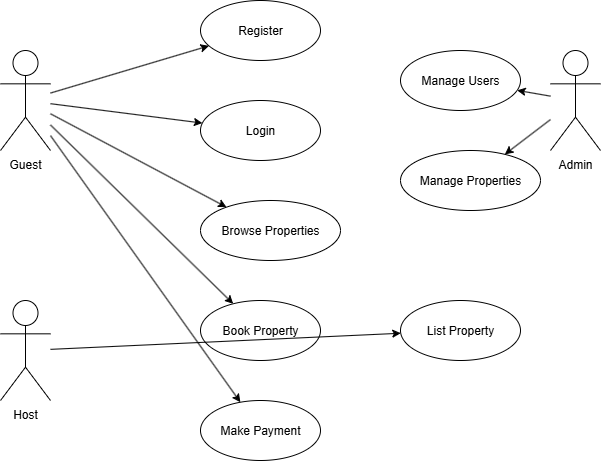 Register
Manage Users
Login
Guest
Admin
Manage Properties
Browse Properties
Book Property
List Property
Host
Make Payment